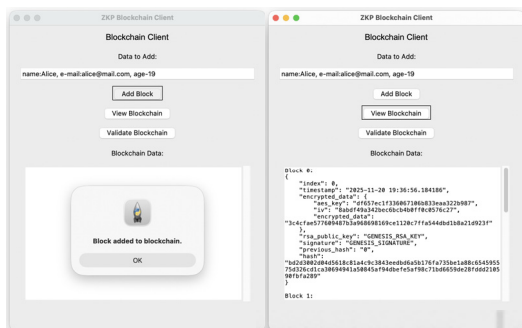 ZKP Blockchain Client
Blockchain Client
Data to Add:
name:Alice, e-mail:alice@mail.com, age-19
Add Block
View Blockchain
Validate Blockchain
Blockchain Data:
Block added to blockchain.
OK
ZKP Blockchain Client
Blockchain Client
Data to Add:
name:Alice, e-mail:alice@mail.com, age-19
Add Block
View Blockchain
Validate Blockchain
Blockchain Data:
Block 0:
{
"index": 0,
"timestamp": "2025-11-20 19:36:56.184186",
"encrypted_data": {
"aes_key": "df657ec1f336067106b833eaa322b987",
"iv": "8abdf49a342bec6bcb4b0ff0c0576c27",
"encrypted_data":
"3c4cfae577609487b3a968698169ce1120c7ffa544dbd1b8a21d923f"
},
"rsa_public_key": "GENESIS_RSA_KEY",
"signature": "GENESIS_SIGNATURE",
"previous_hash": "0",
"hash":
"bd2d3002d04d5618c81a4c9c3843eedbd6a5b176fa735be1a88c6545955
75d326cd1ca30694941a50845af94dbefe5af98c71bd6659de28fddd2105
90fbfa289"
}
Block 1: